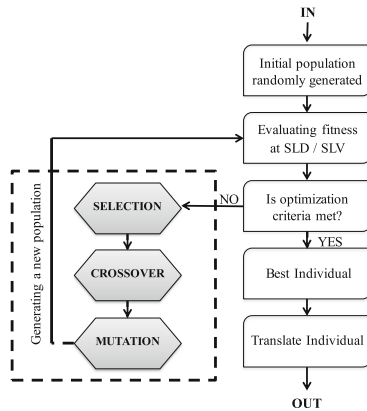 IN
Initial population
randomly generated
Evaluating fitness
at SLD / SLV
Is optimization
criteria met?
NO
YES
SELECTION
CROSSOVER
MUTATION
Generating a new population
Best Individual
Translate Individual
OUT